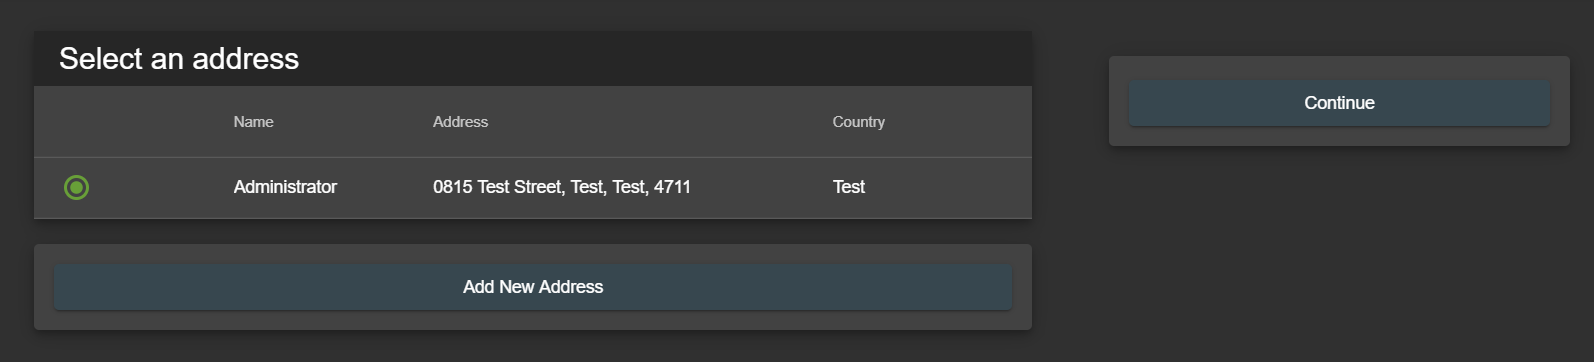 Select an address
Continue
Name Address Country
Administrator 0815 Test Street, Test, Test, 4711 Test
Add New Address